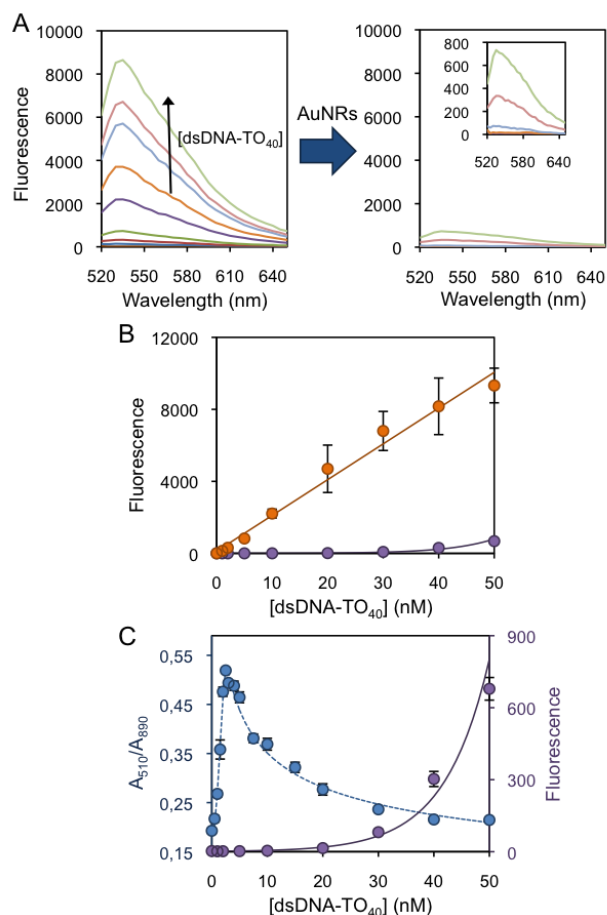 A
10000
8000
6000
4000
2000
0
Fluorescence
[dsDNA-TO40]
520 550 580 610 640
Wavelength (nm)
AuNRs
10000
8000
6000
4000
2000
0
800
600
400
200
0
520 580 640
520 550 580 610 640
Wavelength (nm)
B
12000
8000
4000
0
Fluorescence
0 10 20 30 40 50
[dsDNA-TO40] (nM)
C
0,55
0,45
0,35
0,25
0,15
A510/A890
900
600
300
0
Fluorescence
0 10 20 30 40 50
[dsDNA-TO40] (nM)